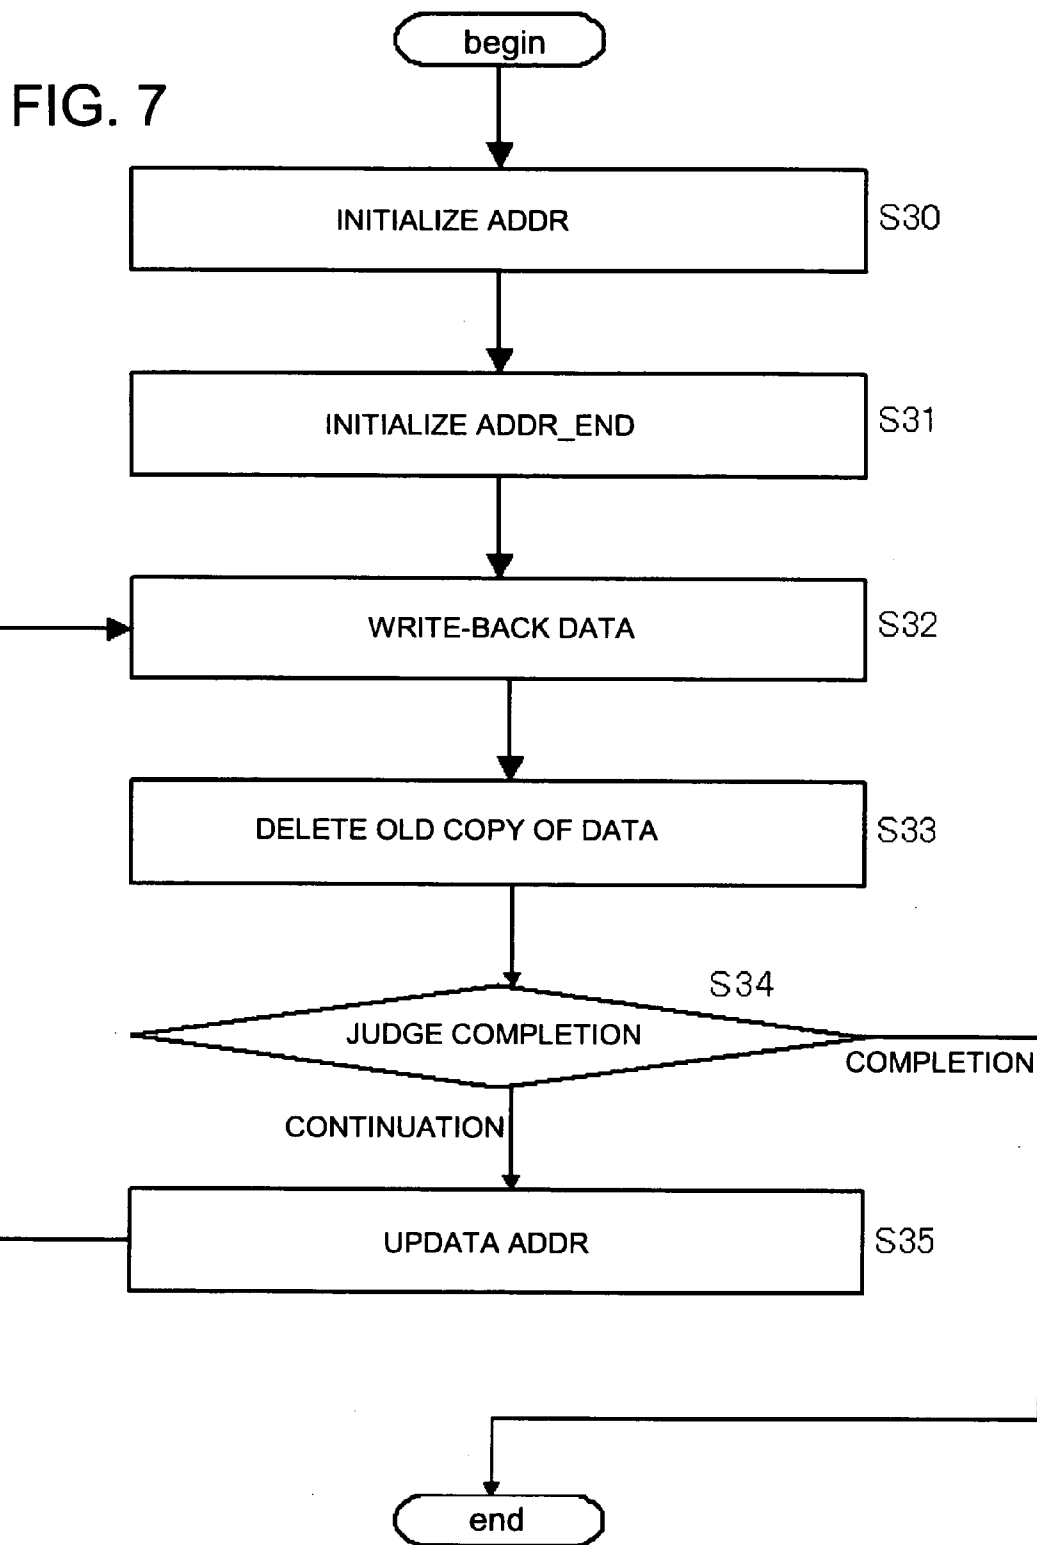 begin
FIG. 7
INITIALIZE ADDR
S30
INITIALIZE ADDR_END
S31
WRITE-BACK DATA
S32
DELETE OLD COPY OF DATA
S33
S34
JUDGE COMPLETION
COMPLETION
CONTINUATION
UPDATA ADDR
S35
end